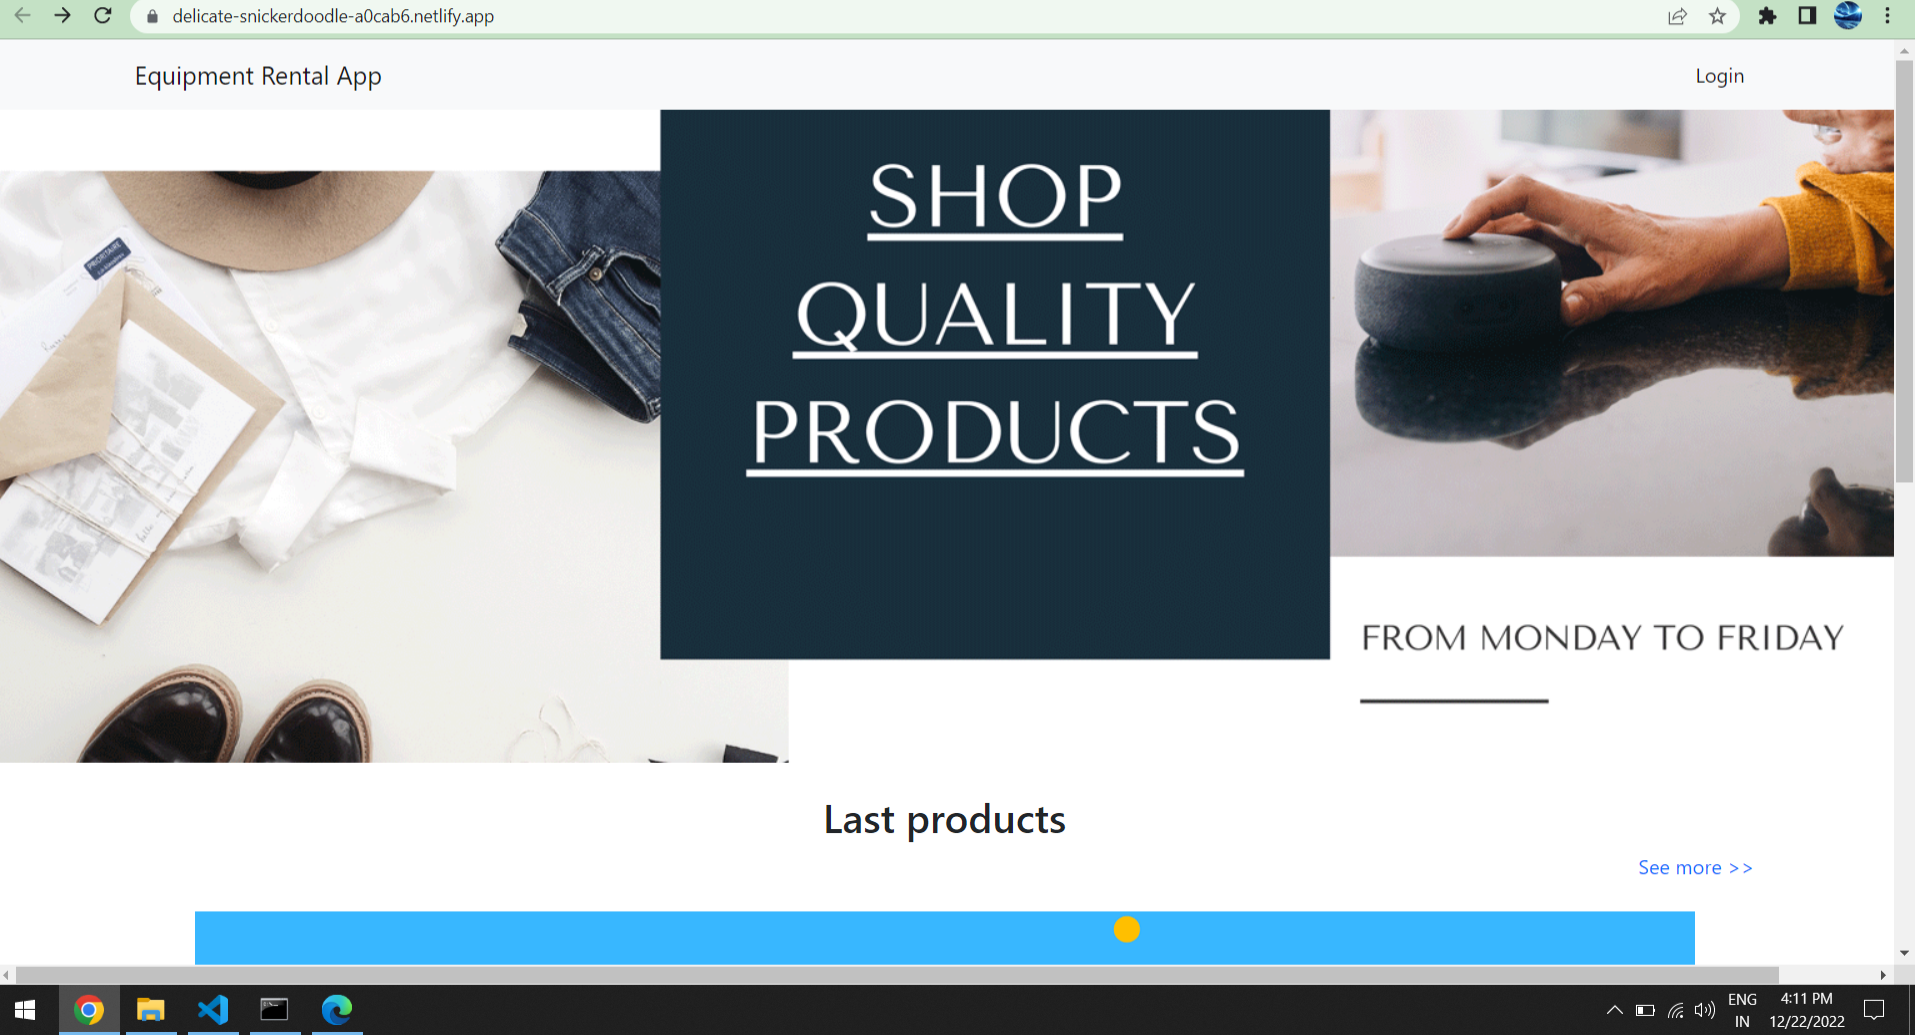 delicate-snickerdoodle-a0cab6.netlify.app
Equipment Rental App
Login
PRIORITAIRE
SHOP
QUALITY
PRODUCTS
FROM MONDAY TO FRIDAY
Last products
See more >>
ENG
IN
4:11 PM
12/22/2022